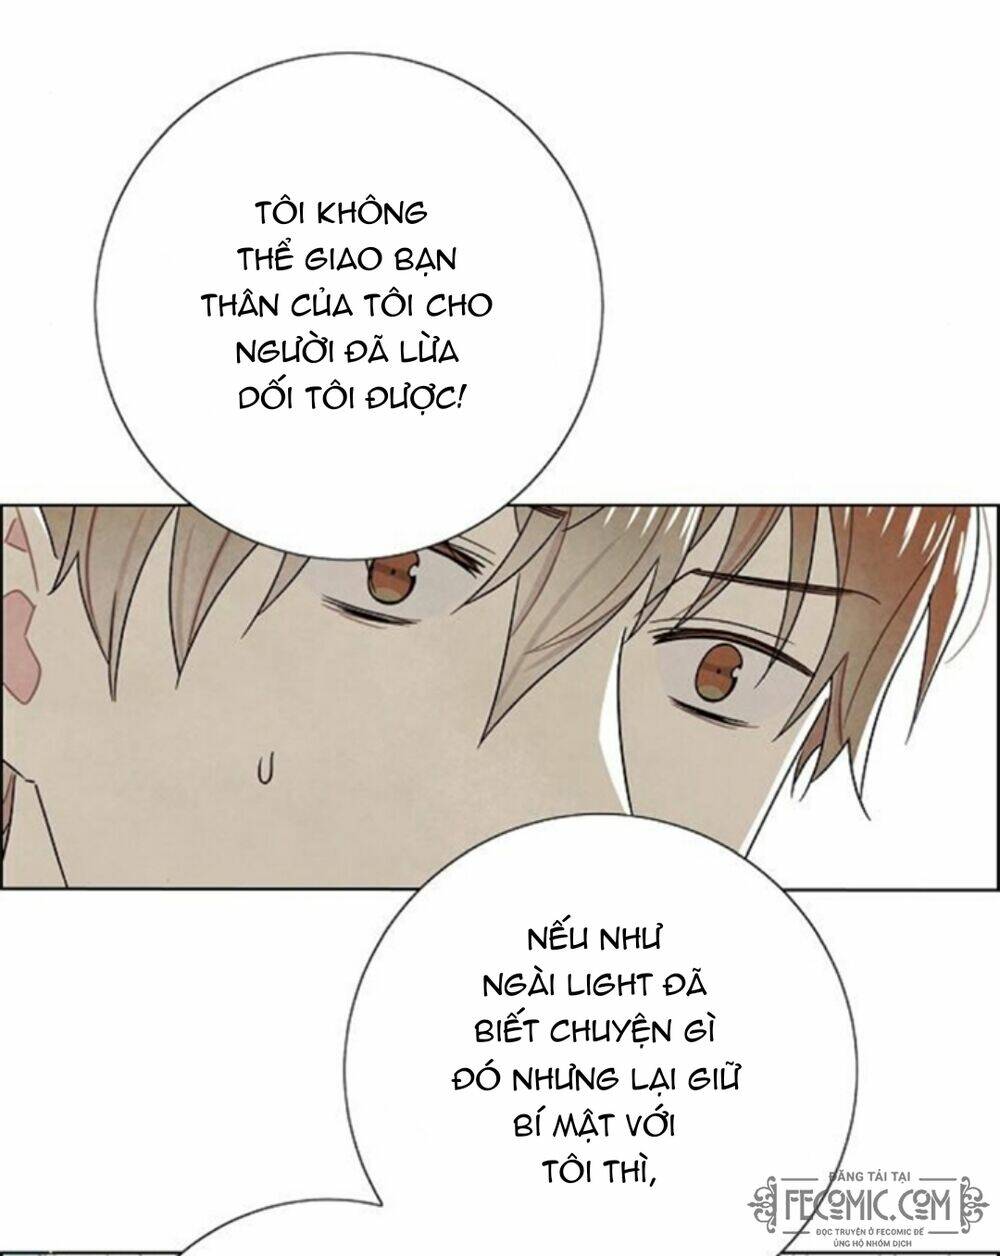 TÔI KHÔNG
THỂ GIAO BẠN
THÂN CỦA TÔI CHO
NGƯỜI ĐÃ LỪA
DỐI TÔI ĐƯỢC!
NẾU NHƯ
NGÀI LIGHT ĐÃ
BIẾT CHUYỆN GÌ
ĐÓ NHƯNG LẠI GIỮ
BÍ MẬT VỚI
TÔI THÌ,
ĐĂNG TẢI TẠI
FECOMIC.COM
ĐỌC TRUYỆN Ở FECOMIC ĐỂ
ỦNG HỘ NHÓM DỊCH